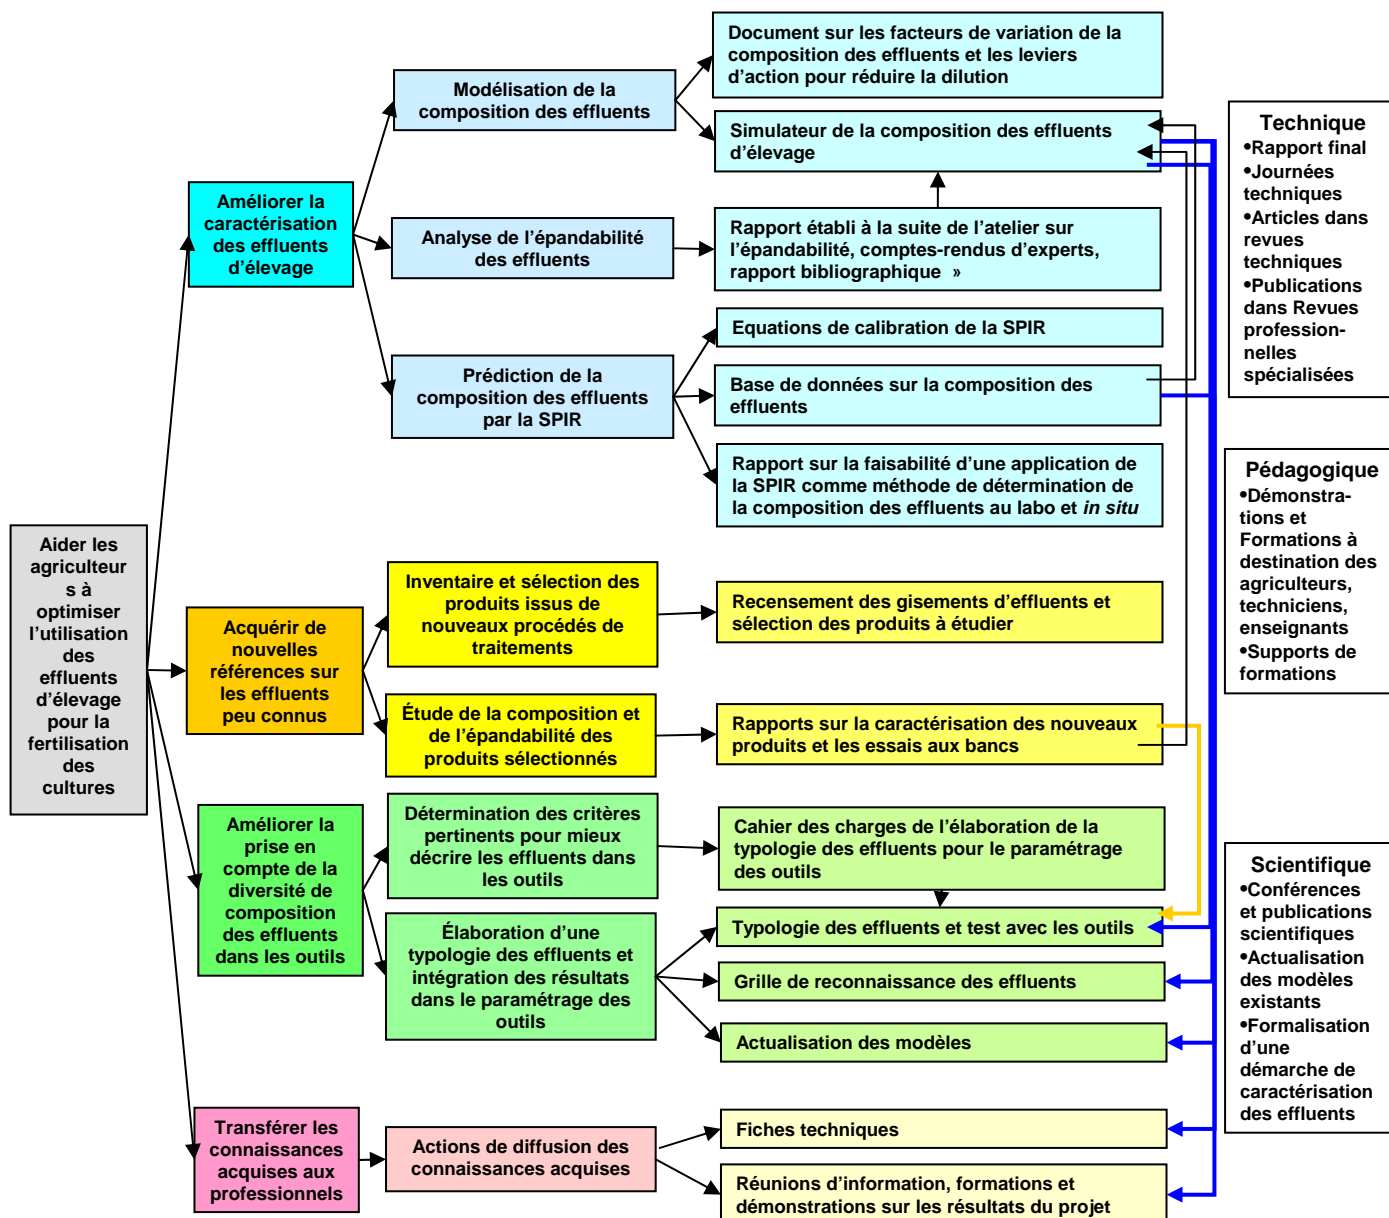 Aider les
agriculteur
s à
optimiser
l'utilisation
des
effluents
d'élevage
pour la
fertilisation
des
cultures
Améliorer la
caractérisation
des effluents
d'élevage
Modélisation de la
composition des effluents
Document sur les facteurs de variation de la
composition des effluents et les leviers
d'action pour réduire la dilution
Simulateur de la composition des effluents
d'élevage
Analyse de l'épandabilité
des effluents
Rapport établi à la suite de l'atelier sur
l'épandabilité, comptes-rendus d'experts,
rapport bibliographique »
Prédiction de la
composition des effluents
par la SPIR
Equations de calibration de la SPIR
Base de données sur la composition des
effluents
Rapport sur la faisabilité d'une application de
la SPIR comme méthode de détermination de
la composition des effluents au labo et in situ
Acquérir de
nouvelles
références sur
les effluents
peu connus
Inventaire et sélection des
produits issus de
nouveaux procédés de
traitements
Recensement des gisements d'effluents et
sélection des produits à étudier
Étude de la composition et
de l'épandabilité des
produits sélectionnés
Rapports sur la caractérisation des nouveaux
produits et les essais aux bancs
Améliorer la
prise en
compte de la
diversité de
composition
des effluents
dans les outils
Détermination des critères
pertinents pour mieux
décrire les effluents dans
les outils
Cahier des charges de l'élaboration de la
typologie des effluents pour le paramétrage
des outils
Élaboration d'une
typologie des effluents et
intégration des résultats
dans le paramétrage des
outils
Typologie des effluents et test avec les outils
Grille de reconnaissance des effluents
Actualisation des modèles
Transférer les
connaissances
acquises aux
professionnels
Actions de diffusion des
connaissances acquises
Fiches techniques
Réunions d'information, formations et
démonstrations sur les résultats du projet
Technique
•Rapport final
•Journées
techniques
•Articles dans
revues
techniques
•Publications
dans Revues
profession-
nelles
spécialisées
Pédagogique
•Démonstra-
tions et
Formations à
destination des
agriculteurs,
techniciens,
enseignants
•Supports de
formations
Scientifique
•Conférences
et publications
scientifiques
•Actualisation
des modèles
existants
•Formalisation
d'une
démarche de
caractérisation
des effluents